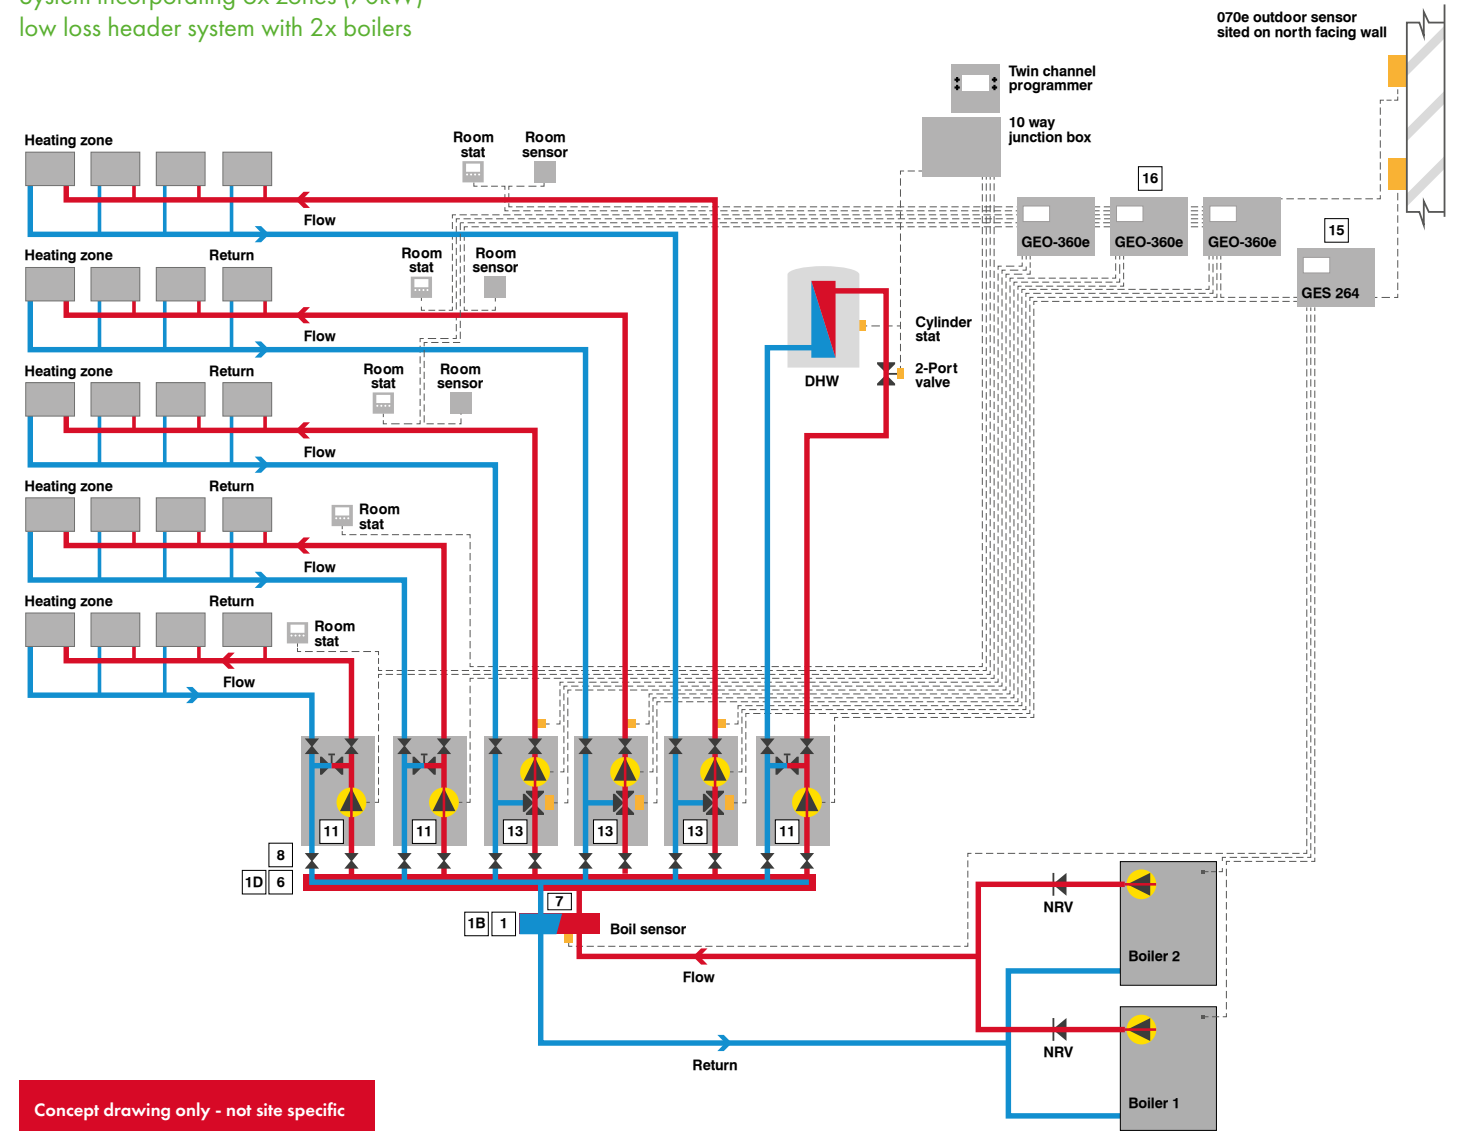 System incorporating 6x zones (70kW)
low loss header system with 2x boilers
070e outdoor sensor
sited on north facing wall
Twin channel
programmer
10 way
junction box
Heating zone
Room
stat
Room
sensor
16
Flow
GEO-360e
GEO-360e
GEO-360e
15
GES 264
Heating zone
Return
Room
stat
Room
sensor
Flow
Cylinder
stat
DHW
2-Port
valve
Heating zone
Return
Room
stat
Room
sensor
Flow
Heating zone
Return
Room
stat
Flow
Heating zone
Return
Room
stat
Flow
11
11
13
13
13
11
8
1D
6
7
1B
1
Boil sensor
NRV
Boiler 2
Flow
NRV
Return
Boiler 1
Concept drawing only - not site specific